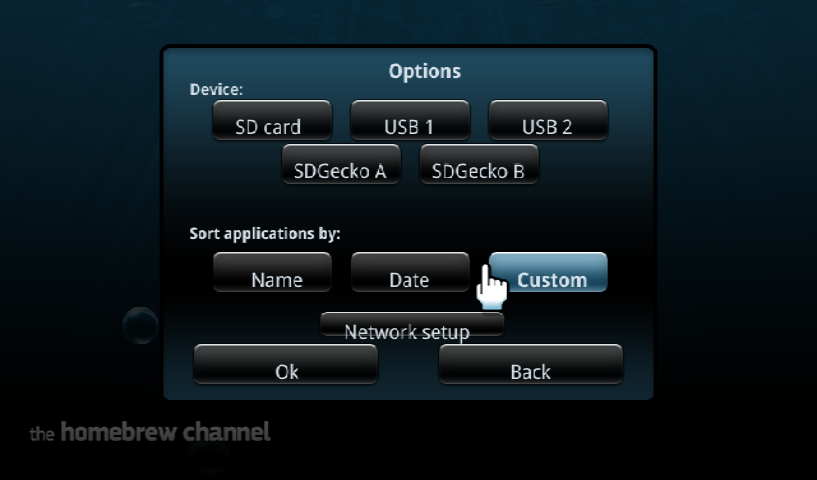 Options
Device:
SD card USB 1 USB 2
SDGecko A SDGecko B
Sort applications by:
Name Date Custom
Network setup
Ok Back
the homebrew channel